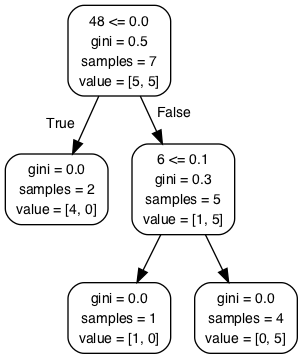 48 <= 0.0
gini = 0.5
samples = 7
value = [5, 5]
True
False
gini = 0.0
samples = 2
value = [4, 0]
6 <= 0.1
gini = 0.3
samples = 5
value = [1, 5]
gini = 0.0
samples = 1
value = [1, 0]
gini = 0.0
samples = 4
value = [0, 5]